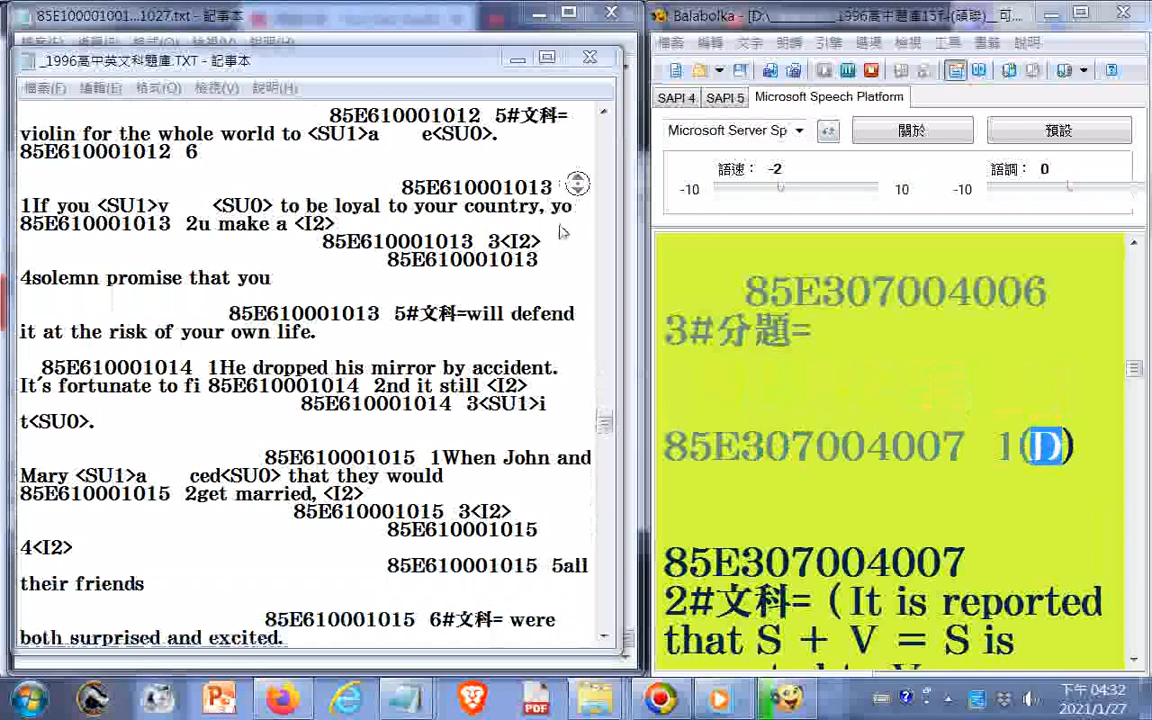 85E100001001...1027.txt - 記事本
_1996高中英文科題庫.TXT - 記事本
檔案(F) 編輯(E) 格式(O) 檢視(V) 說明(H)
85E610001012 5#文科=
violin for the whole world to <SU1>a e<SU0>.
85E610001012 6
85E610001013
1If you <SU1>v <SU0> to be loyal to your country, yo
85E610001013 2u make a <I2>
85E610001013 3<I2>
85E610001013
4solemn promise that you
85E610001013 5#文科=will defend
it at the risk of your own life.
85E610001014 1He dropped his mirror by accident.
It's fortunate to fi 85E610001014 2nd it still <I2>
85E610001014 3<SU1>i
t<SU0>.
85E610001015 1When John and
Mary <SU1>a ced<SU0> that they would
85E610001015 2get married, <I2>
85E610001015 3<I2>
85E610001015
4<I2>
85E610001015 5all
their friends
85E610001015 6#文科= were
both surprised and excited.
Balabolka - [D:\
檔案 編輯 文字 朗讀 引擎 選項 檢視 工具 書籤 說明
SAPI 4 SAPI 5 Microsoft Speech Platform
Microsoft Server Sp 關於 預設
語速： -2 語調： 0
-10 10 -10
85E307004006
3#分題=
85E307004007 1(D)
85E307004007
2#文科=（It is reported
that S + V = S is
PDF
下午 04:32
2021/1/27